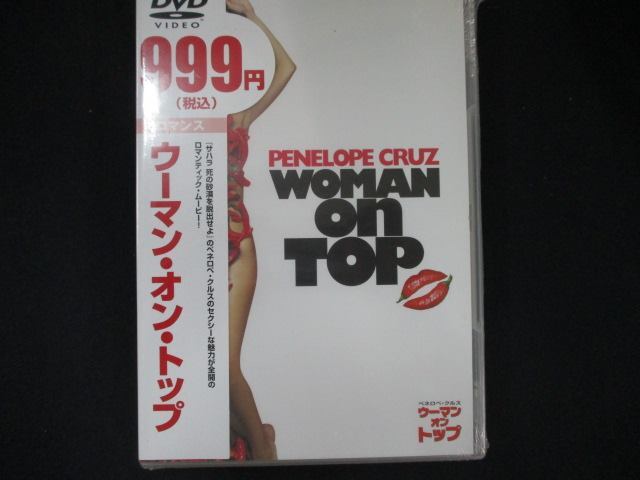 DVD
VIDEO
999円
(税込)
ロマンス
ウーマン・オン・トップ
『サハラ 死の砂漠を脱出せよ』のペネロペ・クルスのセクシーな魅力が全開の
ロマンティック・ムービー!
PENELOPE CRUZ
WOMAN
on
TOP
ペネロペ・クルス
ウーマン
オン
トップ